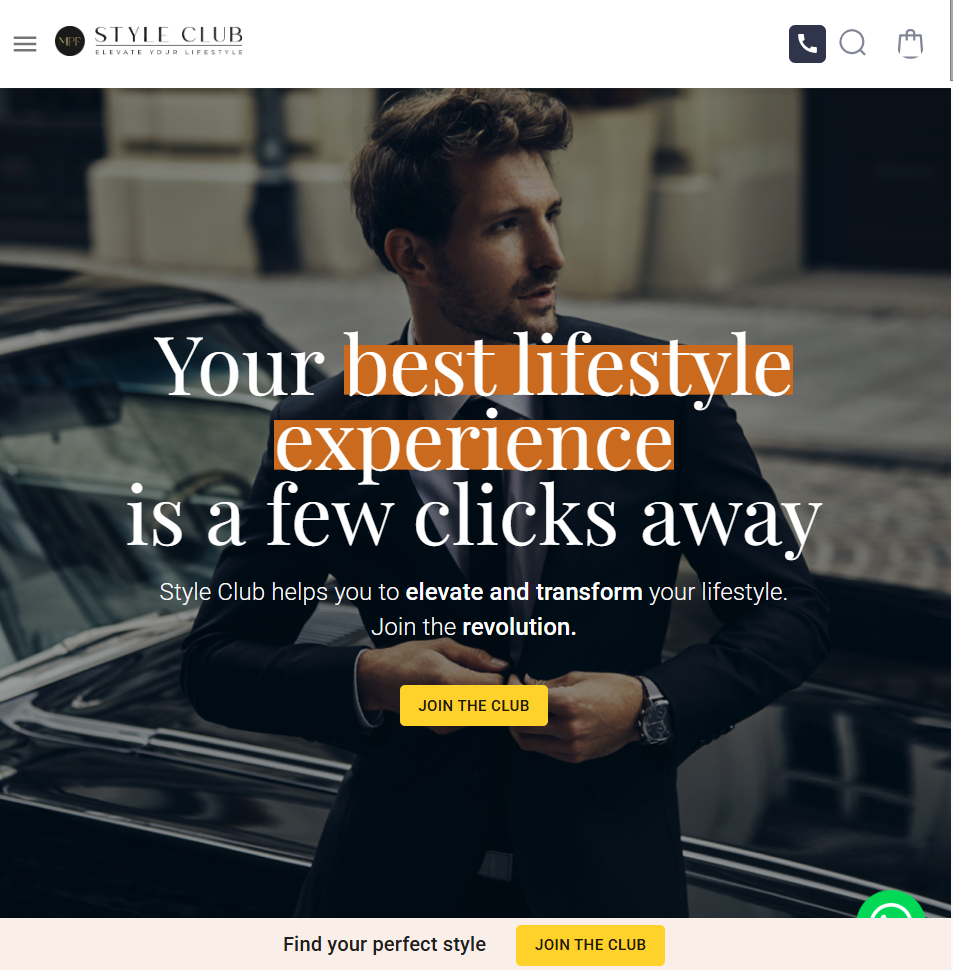 MPF
STYLE CLUB
ELEVATE YOUR LIFESTYLE
Your best lifestyle
experience
is a few clicks away
Style Club helps you to elevate and transform your lifestyle.
Join the revolution.
JOIN THE CLUB
Find your perfect style
JOIN THE CLUB